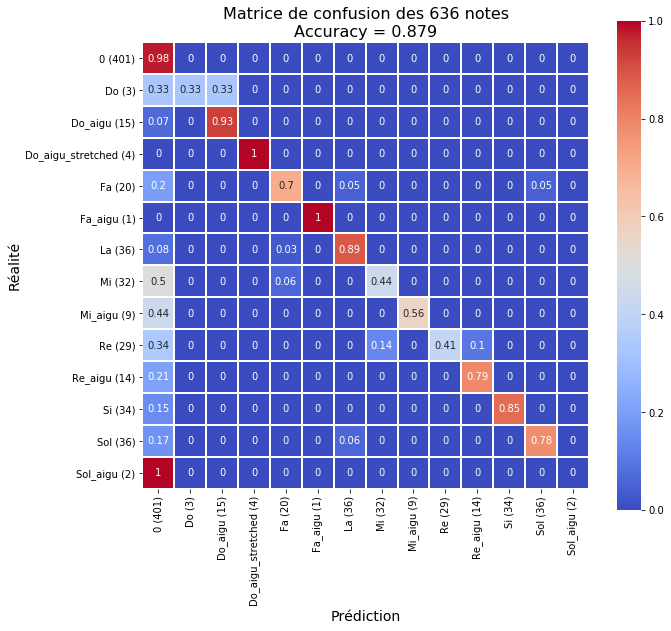 Matrice de confusion des 636 notes
Accuracy = 0.879
0 (401) 0.98 0 0 0 0 0 0 0 0 0 0 0 0 0
Do (3) 0.33 0.33 0.33 0 0 0 0 0 0 0 0 0 0 0
Do_aigu (15) 0.07 0 0.93 0 0 0 0 0 0 0 0 0 0 0
Do_aigu_stretched (4) 0 0 0 1 0 0 0 0 0 0 0 0 0 0
Fa (20) 0.2 0 0 0 0.7 0 0.05 0 0 0 0 0 0.05 0
Fa_aigu (1) 0 0 0 0 0 1 0 0 0 0 0 0 0 0
La (36) 0.08 0 0 0 0.03 0 0.89 0 0 0 0 0 0 0
Mi (32) 0.5 0 0 0 0.06 0 0 0.44 0 0 0 0 0 0
Mi_aigu (9) 0.44 0 0 0 0 0 0 0 0.56 0 0 0 0 0
Re (29) 0.34 0 0 0 0 0 0 0.14 0 0.41 0.1 0 0 0
Re_aigu (14) 0.21 0 0 0 0 0 0 0 0 0 0.79 0 0 0
Si (34) 0.15 0 0 0 0 0 0 0 0 0 0 0.85 0 0
Sol (36) 0.17 0 0 0 0 0 0.06 0 0 0 0 0 0.78 0
Sol_aigu (2) 1 0 0 0 0 0 0 0 0 0 0 0 0 0
Réalité
0 (401) Do (3) Do_aigu (15) Do_aigu_stretched (4) Fa (20) Fa_aigu (1) La (36) Mi (32) Mi_aigu (9) Re (29) Re_aigu (14) Si (34) Sol (36) Sol_aigu (2)
Prédiction
1.0
0.8
0.6
0.4
0.2
0.0